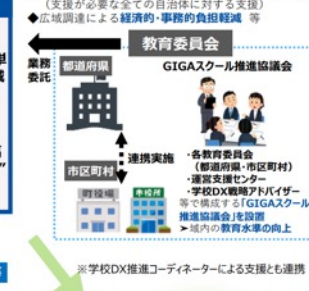 (支援が必要な全ての自治体に対する支援)
◆広域調達による経済的・事務的負担軽減 等
業務
委託
教育委員会
都道府県
GIGAスクール推進協議会
連携実施
市区町村
町役場
市役所
・各教育委員会
(都道府県・市区町村)
・運営支援センター
・学校DX戦略アドバイザー
等で構成する「GIGAスクール
推進協議会」を設置
➤域内の教育水準の向上
※学校DX推進コーディネーターによる支援とも連携